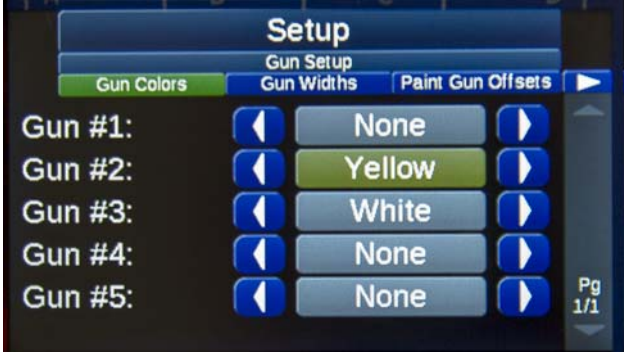 Setup
Gun Setup
Gun Colors Gun Widths Paint Gun Offsets
Gun #1: None
Gun #2: Yellow
Gun #3: White
Gun #4: None
Gun #5: None
Pg
1/1